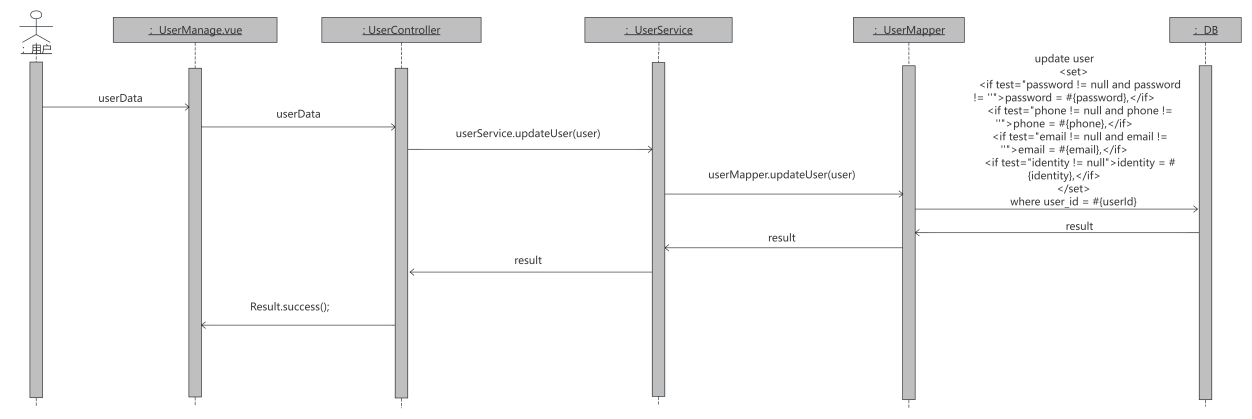 : 用户
: UserManage.vue
: UserController
: UserService
: UserMapper
: DB
userData
userData
userService.updateUser(user)
userMapper.updateUser(user)
update user
<set>
<if test="password != null and password
!= ''">password = #{password},</if>
<if test="phone != null and phone !=
''">phone = #{phone},</if>
<if test="email != null and email !=
''">email = #{email},</if>
<if test="identity != null">identity = #
{identity},</if>
</set>
where user_id = #{userId}
result
result
result
Result.success();